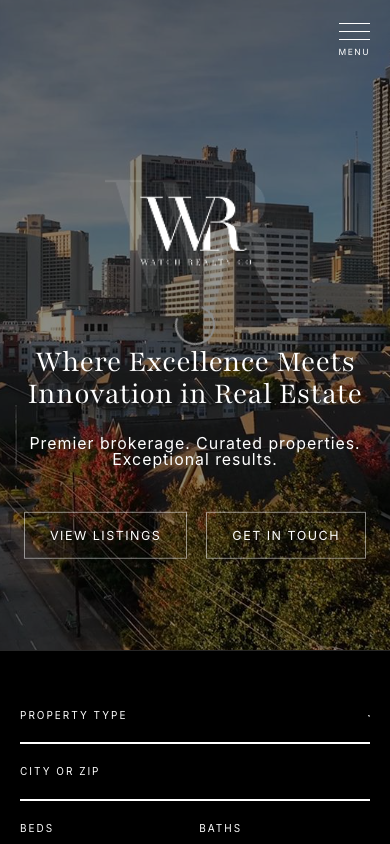 MENU
WR
WATCH REALTY CO
Where Excellence Meets
Innovation in Real Estate
Premier brokerage. Curated properties.
Exceptional results.
VIEW LISTINGS
GET IN TOUCH
PROPERTY TYPE
CITY OR ZIP
BEDS
BATHS